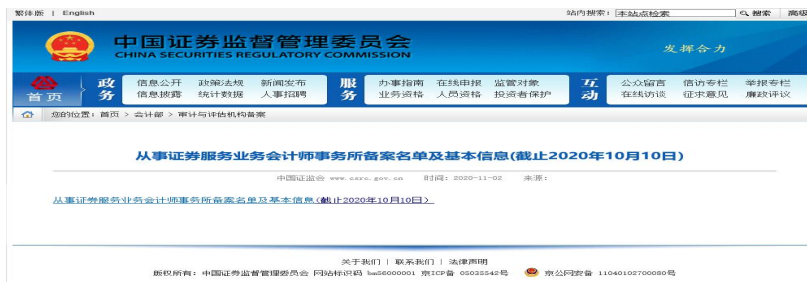 繁体版 | English 站内搜索: 本站点检索 搜索 高级
中国证券监督管理委员会
CHINA SECURITIES REGULATORY COMMISSION
发挥合力
首页 政务 信息公开 政策法规 新闻发布 服务 办事指南 在线申报 监管对象 互动 公众留言 信访专栏 举报专栏
信息披露 统计数据 人事招聘 业务资格 人员资格 投资者保护 在线访谈 征求意见 廉政评议
您的位置: 首页 > 会计部 > 审计与评估机构备案
从事证券服务业务会计师事务所备案名单及基本信息(截止2020年10月10日)
中国证监会 www.csrc.gov.cn 时间: 2020-11-02 来源:
从事证券服务业务会计师事务所备案名单及基本信息(截止2020年10月10日)
关于我们 | 联系我们 | 法律声明
版权所有: 中国证券监督管理委员会 网站标识码 bm56000001 京ICP备 05035542号 京公网安备 11040102700080号